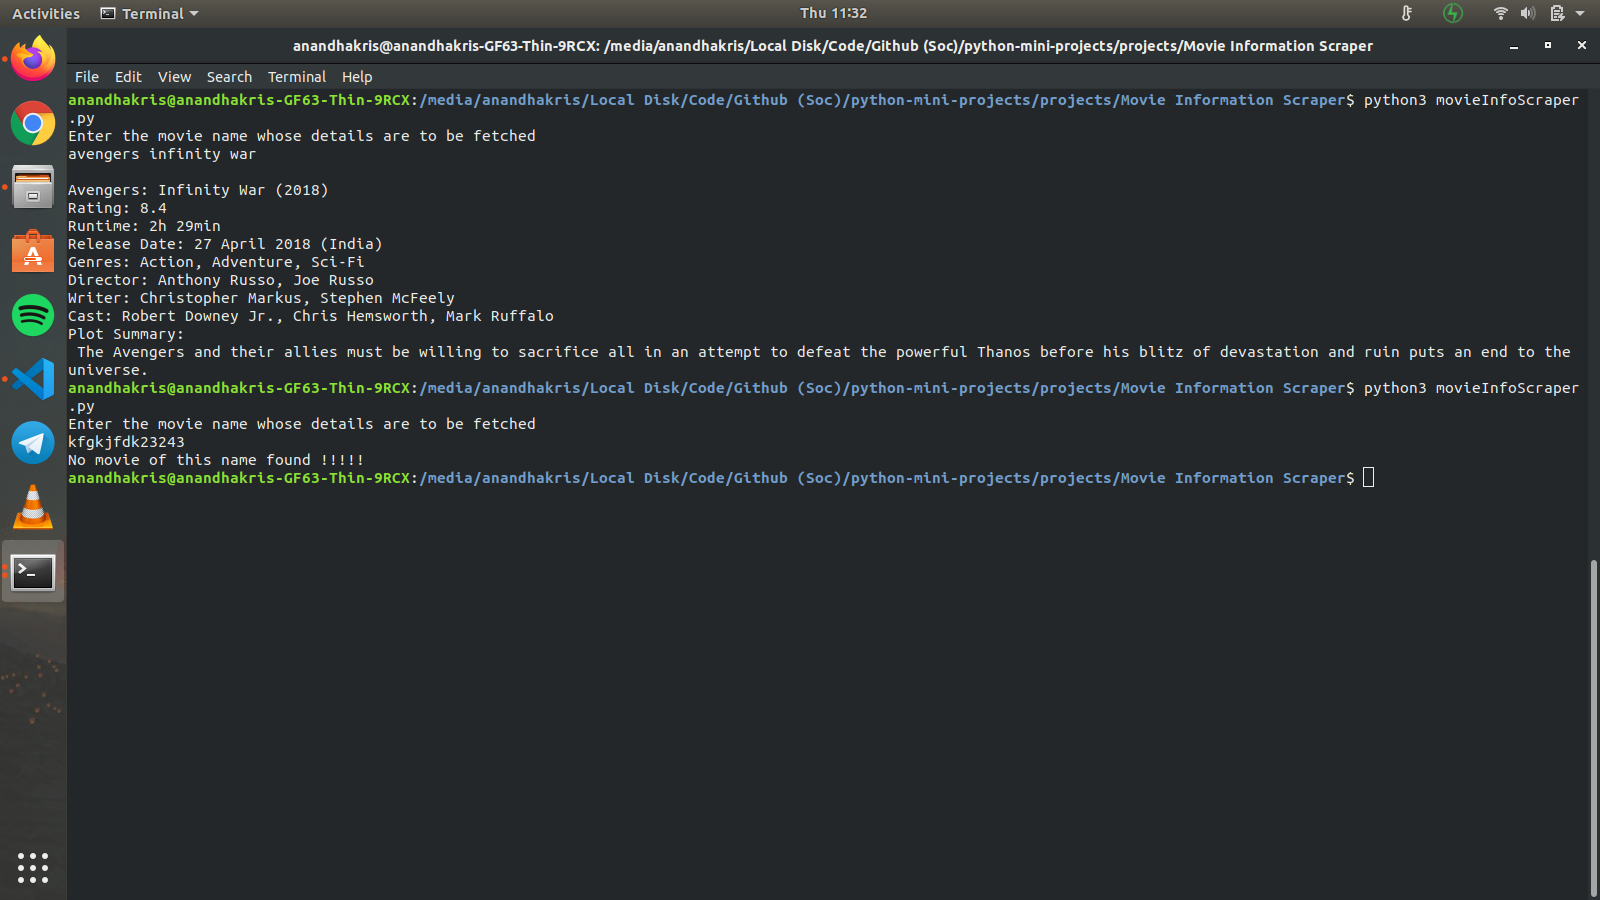 Activities Terminal Thu 11:32
anandhakris@anandhakris-GF63-Thin-9RCX: /media/anandhakris/Local Disk/Code/Github (Soc)/python-mini-projects/projects/Movie Information Scraper
File Edit View Search Terminal Help
anandhakris@anandhakris-GF63-Thin-9RCX:/media/anandhakris/Local Disk/Code/Github (Soc)/python-mini-projects/projects/Movie Information Scraper$ python3 movieInfoScraper
.py
Enter the movie name whose details are to be fetched
avengers infinity war
Avengers: Infinity War (2018)
Rating: 8.4
Runtime: 2h 29min
Release Date: 27 April 2018 (India)
Genres: Action, Adventure, Sci-Fi
Director: Anthony Russo, Joe Russo
Writer: Christopher Markus, Stephen McFeely
Cast: Robert Downey Jr., Chris Hemsworth, Mark Ruffalo
Plot Summary:
The Avengers and their allies must be willing to sacrifice all in an attempt to defeat the powerful Thanos before his blitz of devastation and ruin puts an end to the
universe.
anandhakris@anandhakris-GF63-Thin-9RCX:/media/anandhakris/Local Disk/Code/Github (Soc)/python-mini-projects/projects/Movie Information Scraper$ python3 movieInfoScraper
.py
Enter the movie name whose details are to be fetched
kfgkjfdk23243
No movie of this name found !!!!!
anandhakris@anandhakris-GF63-Thin-9RCX:/media/anandhakris/Local Disk/Code/Github (Soc)/python-mini-projects/projects/Movie Information Scraper$